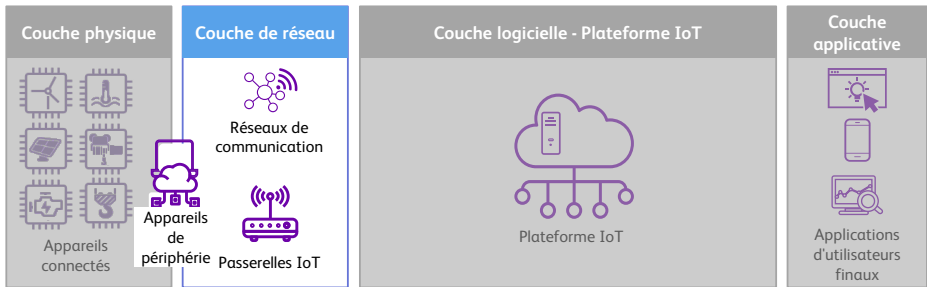 Couche physique
Appareils
connectés
Appareils
de
périphérie
Couche de réseau
Réseaux de
communication
Passerelles IoT
Couche logicielle - Plateforme IoT
Plateforme IoT
Couche
applicative
Applications
d'utilisateurs
finaux